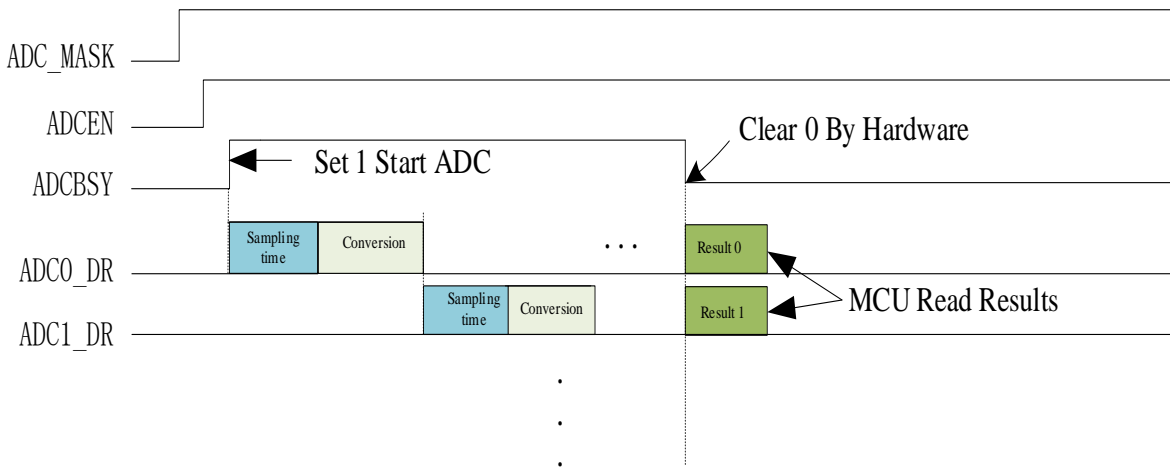 ADC_MASK
ADCEN
Clear 0 By Hardware
Set 1 Start ADC
ADCBSY
Sampling
time
Conversion
...
Result 0
ADC0_DR
MCU Read Results
Sampling
time
Conversion
Result 1
ADC1_DR